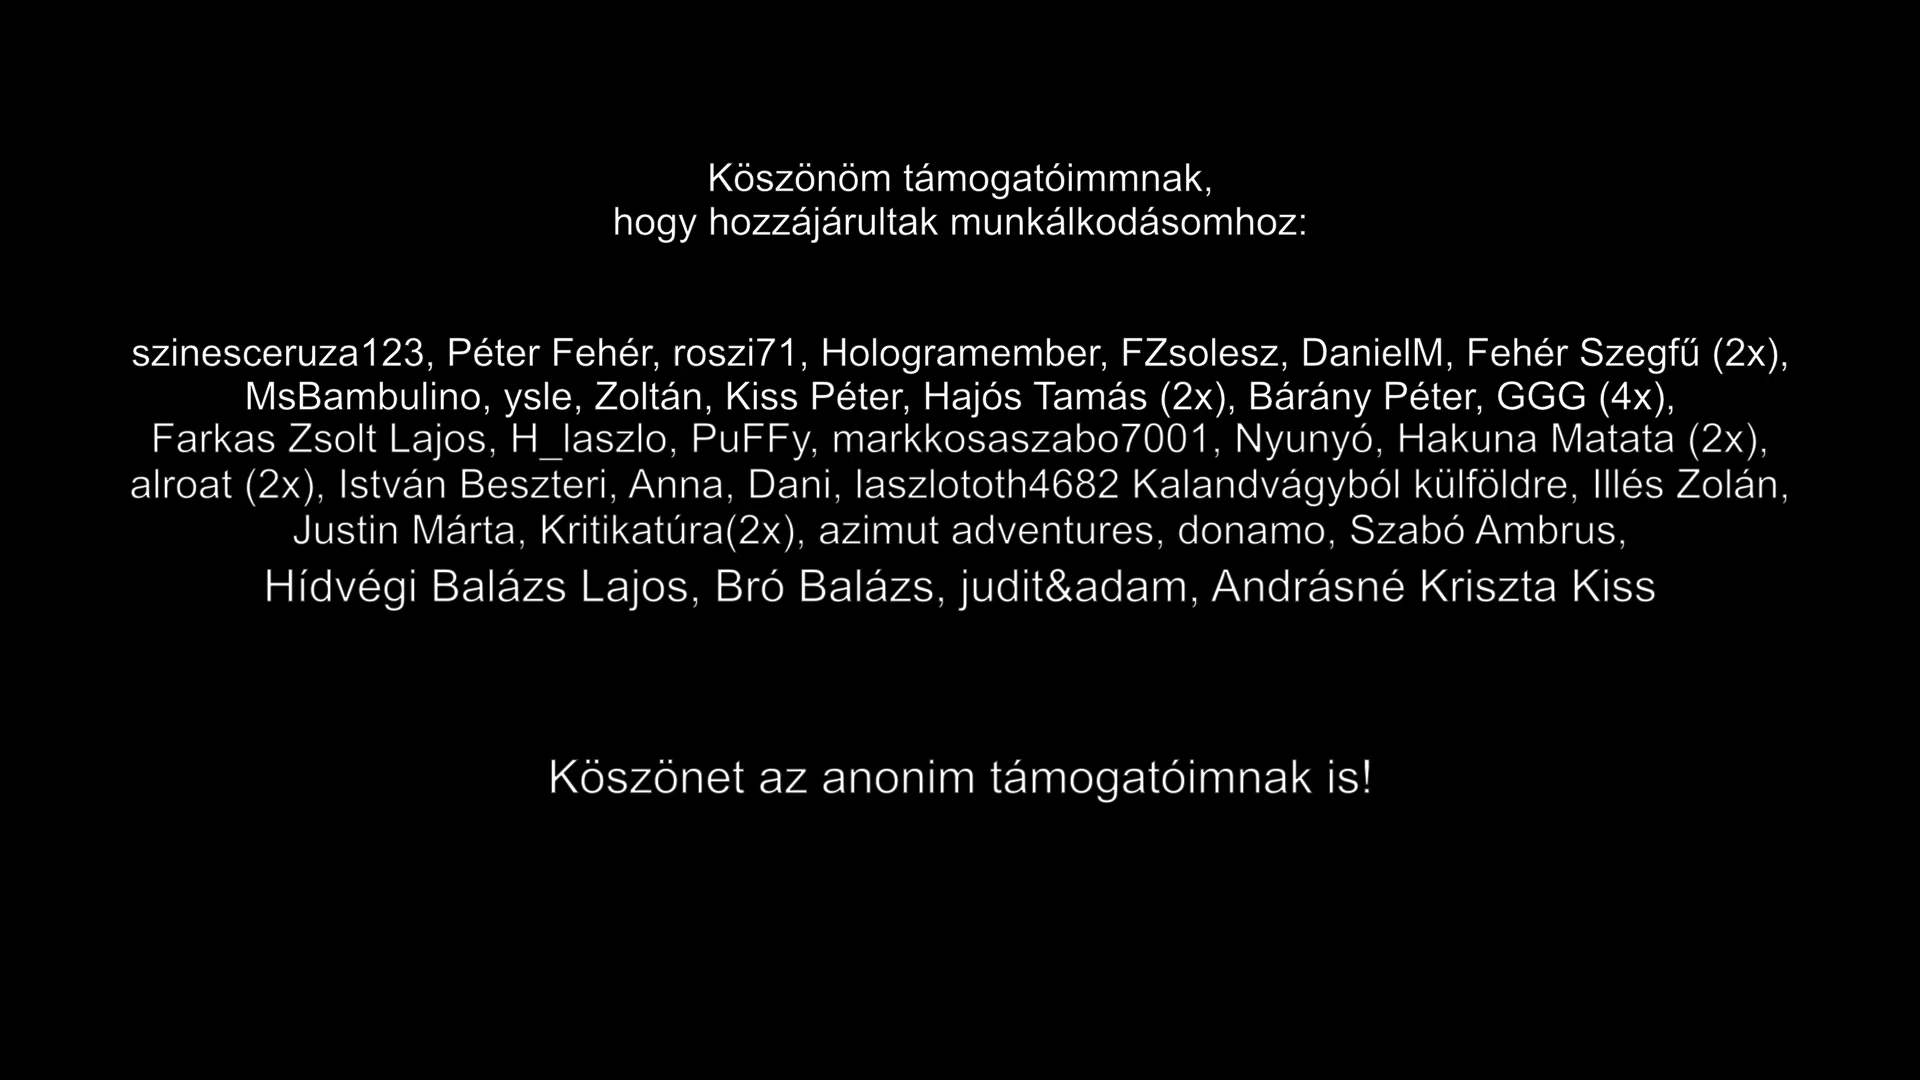 Köszönöm támogatóimmnak,
hogy hozzájárultak munkálkodásomhoz:
szinesceruza123, Péter Fehér, roszi71, Hologramember, FZsolesz, DanielM, Fehér Szegfű (2x),
MsBambulino, ysle, Zoltán, Kiss Péter, Hajós Tamás (2x), Bárány Péter, GGG (4x),
Farkas Zsolt Lajos, H_laszlo, PuFFy, markkosaszabo7001, Nyunyó, Hakuna Matata (2x),
alroat (2x), István Beszteri, Anna, Dani, laszlototh4682 Kalandvágyból külföldre, Illés Zolán,
Justin Márta, Kritikatúra(2x), azimut adventures, donamo, Szabó Ambrus,
Hídvégi Balázs Lajos, Bró Balázs, judit&adam, Andrásné Kriszta Kiss
Köszönet az anonim támogatóimnak is!